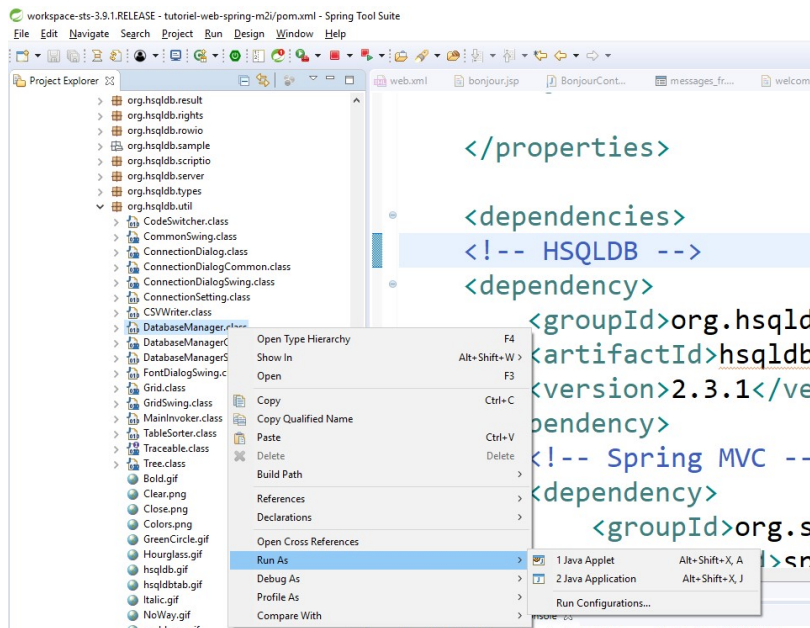 workspace-sts-3.9.1.RELEASE - tutoriel-web-spring-m2i/pom.xml - Spring Tool Suite
File Edit Navigate Search Project Run Design Window Help
Project Explorer
web.xml bonjour.jsp BonjourCont... messages_fr.... welcom
org.hsqldb.result
org.hsqldb.rights
org.hsqldb.rowio
org.hsqldb.sample
org.hsqldb.scriptio
org.hsqldb.server
org.hsqldb.types
org.hsqldb.util
CodeSwitcher.class
CommonSwing.class
ConnectionDialog.class
ConnectionDialogCommon.class
ConnectionDialogSwing.class
ConnectionSetting.class
CSVWriter.class
DatabaseManager.class
DatabaseManagerC
DatabaseManagerS
FontDialogSwing.c
Grid.class
GridSwing.class
MainInvoker.class
TableSorter.class
Traceable.class
Tree.class
Bold.gif
Clear.png
Close.png
Colors.png
GreenCircle.gif
Hourglass.gif
hsqldb.gif
hsqldbtab.gif
Italic.gif
NoWay.gif
Open Type Hierarchy F4
Show In Alt+Shift+W >
Open F3
Copy Ctrl+C
Copy Qualified Name
Paste Ctrl+V
Delete Delete
Build Path >
References >
Declarations >
Open Cross References
Run As >
Debug As >
Profile As >
Compare With >
1 Java Applet Alt+Shift+X, A
2 Java Application Alt+Shift+X, J
Run Configurations...
</properties>
<dependencies>
<!-- HSQLDB -->
<dependency>
<groupId>org.hsqld
<artifactId>hsqldb
<version>2.3.1</ve
pendency>
<!-- Spring MVC --
<dependency>
<groupId>org.s
>sp